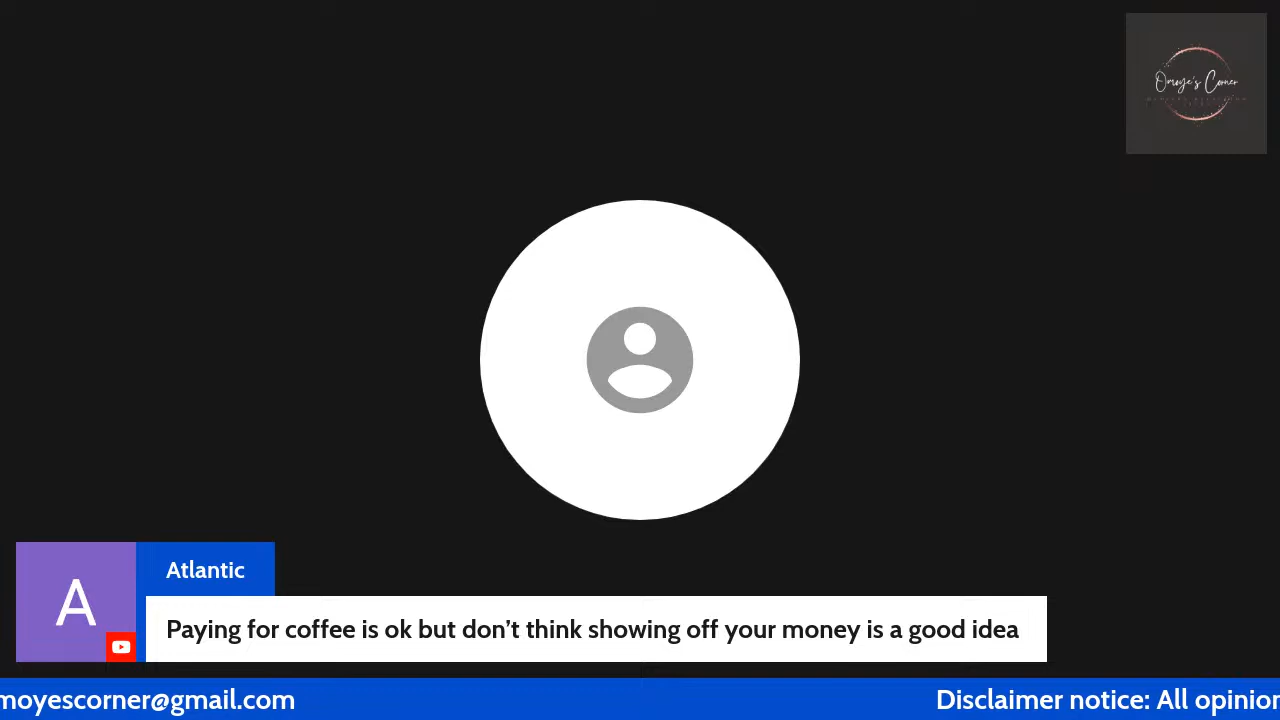 Omoye's Corner
A
Atlantic
Paying for coffee is ok but don’t think showing off your money is a good idea
moyescorner@gmail.com
Disclaimer notice: All opinion